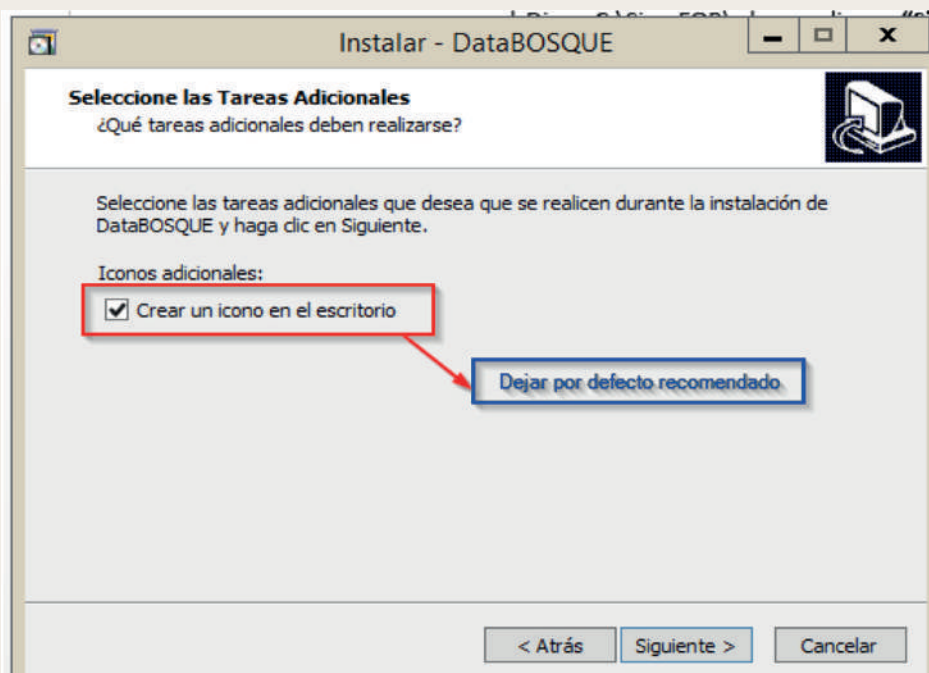 Instalar - DataBOSQUE
Seleccione las Tareas Adicionales
¿Qué tareas adicionales deben realizarse?
Seleccione las tareas adicionales que desea que se realicen durante la instalación de
DataBOSQUE y haga clic en Siguiente.
Iconos adicionales:
Crear un icono en el escritorio
Dejar por defecto recomendado
< Atrás
Siguiente >
Cancelar